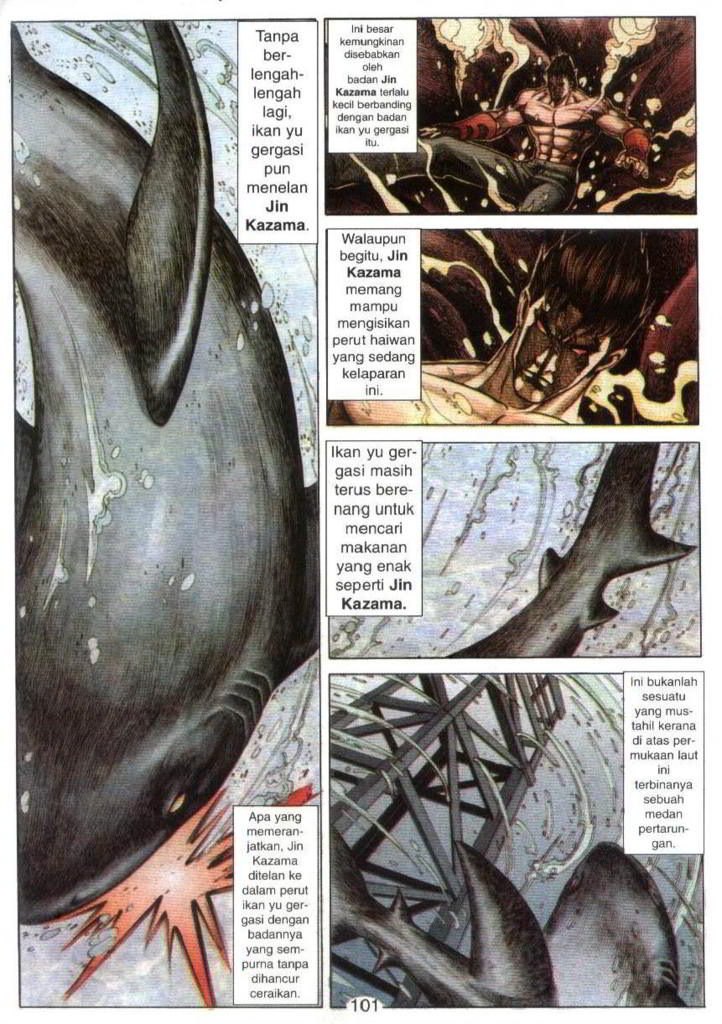 Tanpa
ber-
lengah-
lengah
lagi,
ikan yu
gergasi
pun
menelan
Jin
Kazama.
Apa yang
memeran-
jatkan, Jin
Kazama
ditelan ke
dalam perut
ikan yu ger-
gasi dengan
badannya
yang sem-
purna tanpa
dihancur
ceraikan.
Ini besar
kemungkinan
disebabkan
oleh
badan Jin
Kazama terlalu
kecil berbanding
dengan badan
ikan yu gergasi
itu.
Walaupun
begitu, Jin
Kazama
memang
mampu
mengisikan
perut haiwan
yang sedang
kelaparan
ini.
Ikan yu ger-
gasi masih
terus bere-
nang untuk
mencari
makanan
yang enak
seperti Jin
Kazama.
Ini bukanlah
sesuatu
yang mus-
tahil kerana
di atas per-
mukaan laut
ini
terbinanya
sebuah
medan
pertarun-
gan.
101